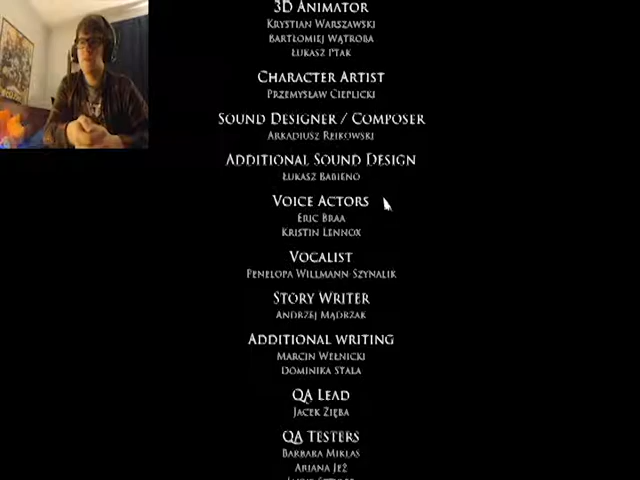 3D Animator
Krystian Warszawski
Bartłomiej Wątroba
Łukasz Ptak
Character Artist
Przemysław Cieplicki
Sound Designer / Composer
Arkadiusz Reikowski
Additional Sound Design
Łukasz Babieno
Voice Actors
Eric Braa
Kristin Lennox
Vocalist
Penelopa Willmann-Szynalik
Story Writer
Andrzej Mądrzak
Additional writing
Marcin Wełnicki
Dominika Stala
QA Lead
Jacek Zięba
QA Testers
Barbara Miklas
Ariana Jeż